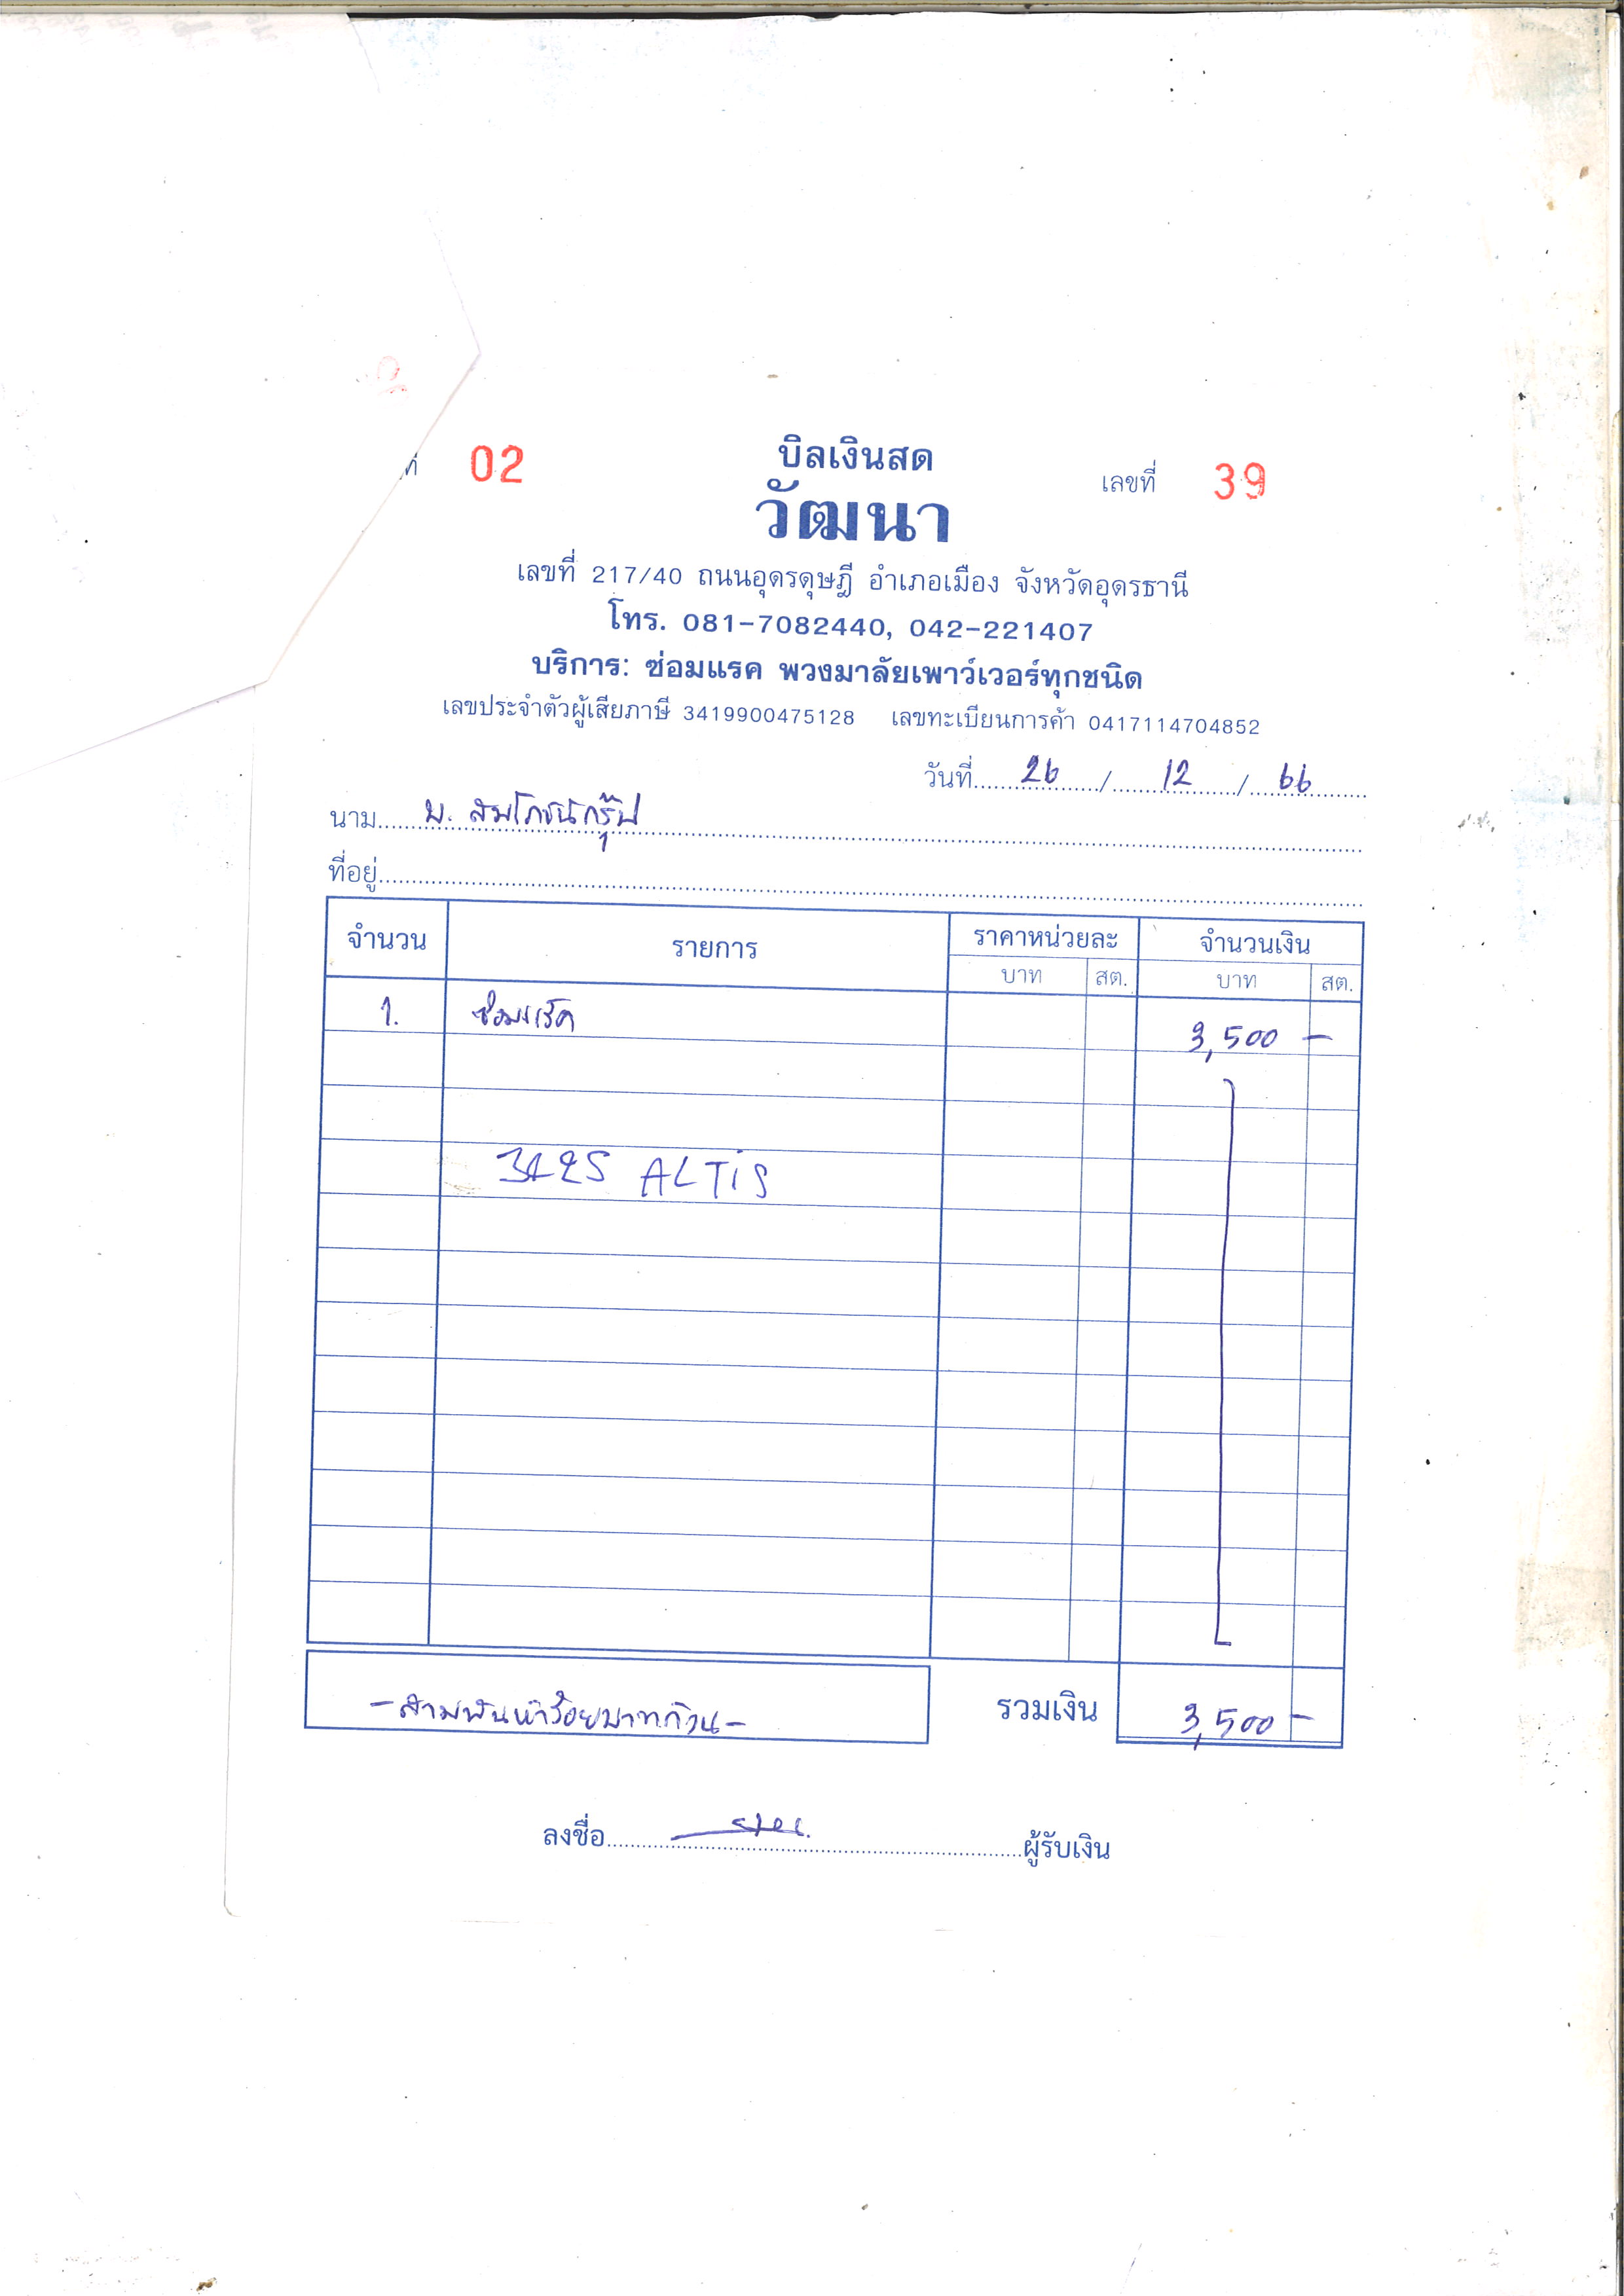 ที่ 02 บิลเงินสด เลขที่ 39
วัฒนา
เลขที่ 217/40 ถนนอุดรดุษฎี อำเภอเมือง จังหวัดอุดรธานี
โทร. 081-7082440, 042-221407
บริการ: ซ่อมแรค พวงมาลัยเพาว์เวอร์ทุกชนิด
เลขประจำตัวผู้เสียภาษี 3419900475128 เลขทะเบียนการค้า 0417114704852
วันที่ 26 / 12 / 66
นาม บ. สมโภชน์กรุ๊ป
ที่อยู่
จำนวน รายการ ราคาหน่วยละ จำนวนเงิน
บาท สต. บาท สต.
1. ซ่อมแร็ค 3,500 -
3425 ALTiS
- สามพันห้าร้อยบาทถ้วน - รวมเงิน 3,500 -
ลงชื่อ ผู้รับเงิน